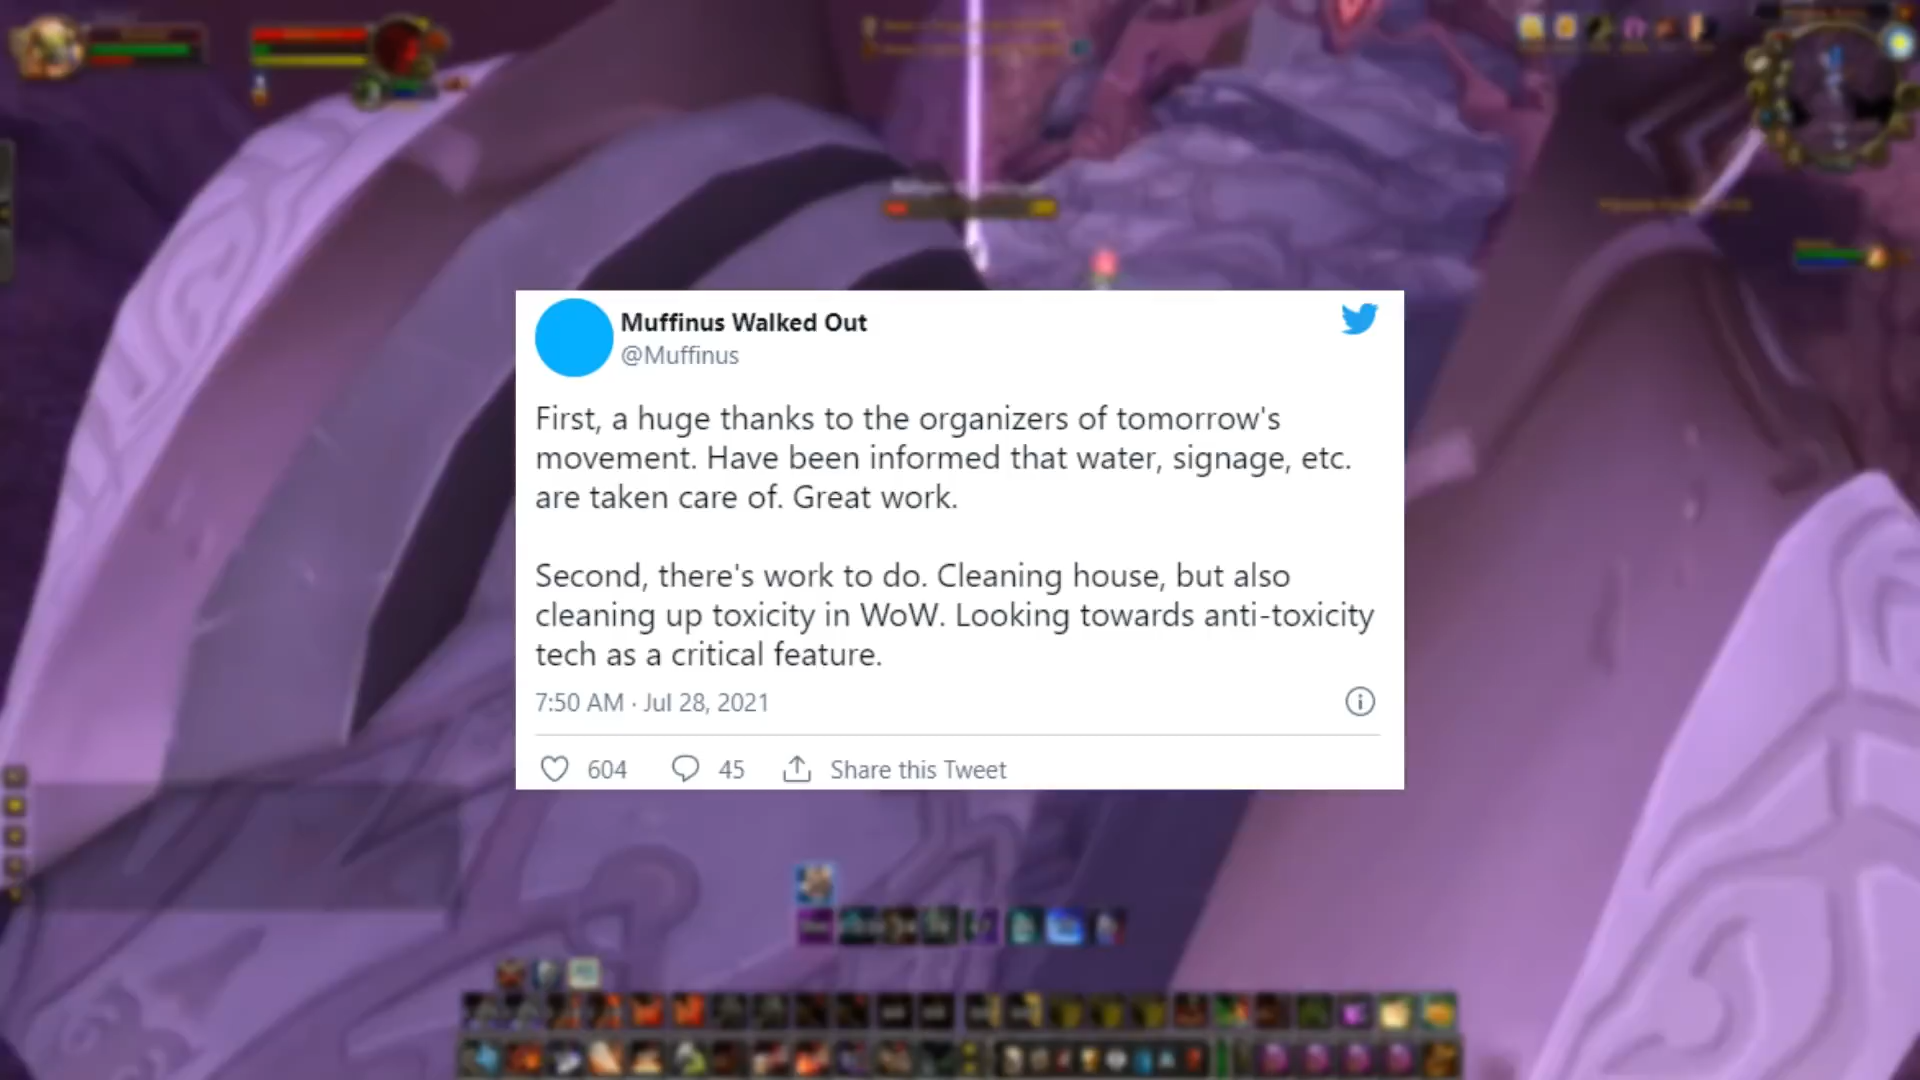 Muffinus Walked Out
@Muffinus
First, a huge thanks to the organizers of tomorrow's
movement. Have been informed that water, signage, etc.
are taken care of. Great work.
Second, there's work to do. Cleaning house, but also
cleaning up toxicity in WoW. Looking towards anti-toxicity
tech as a critical feature.
7:50 AM · Jul 28, 2021
604 45 Share this Tweet